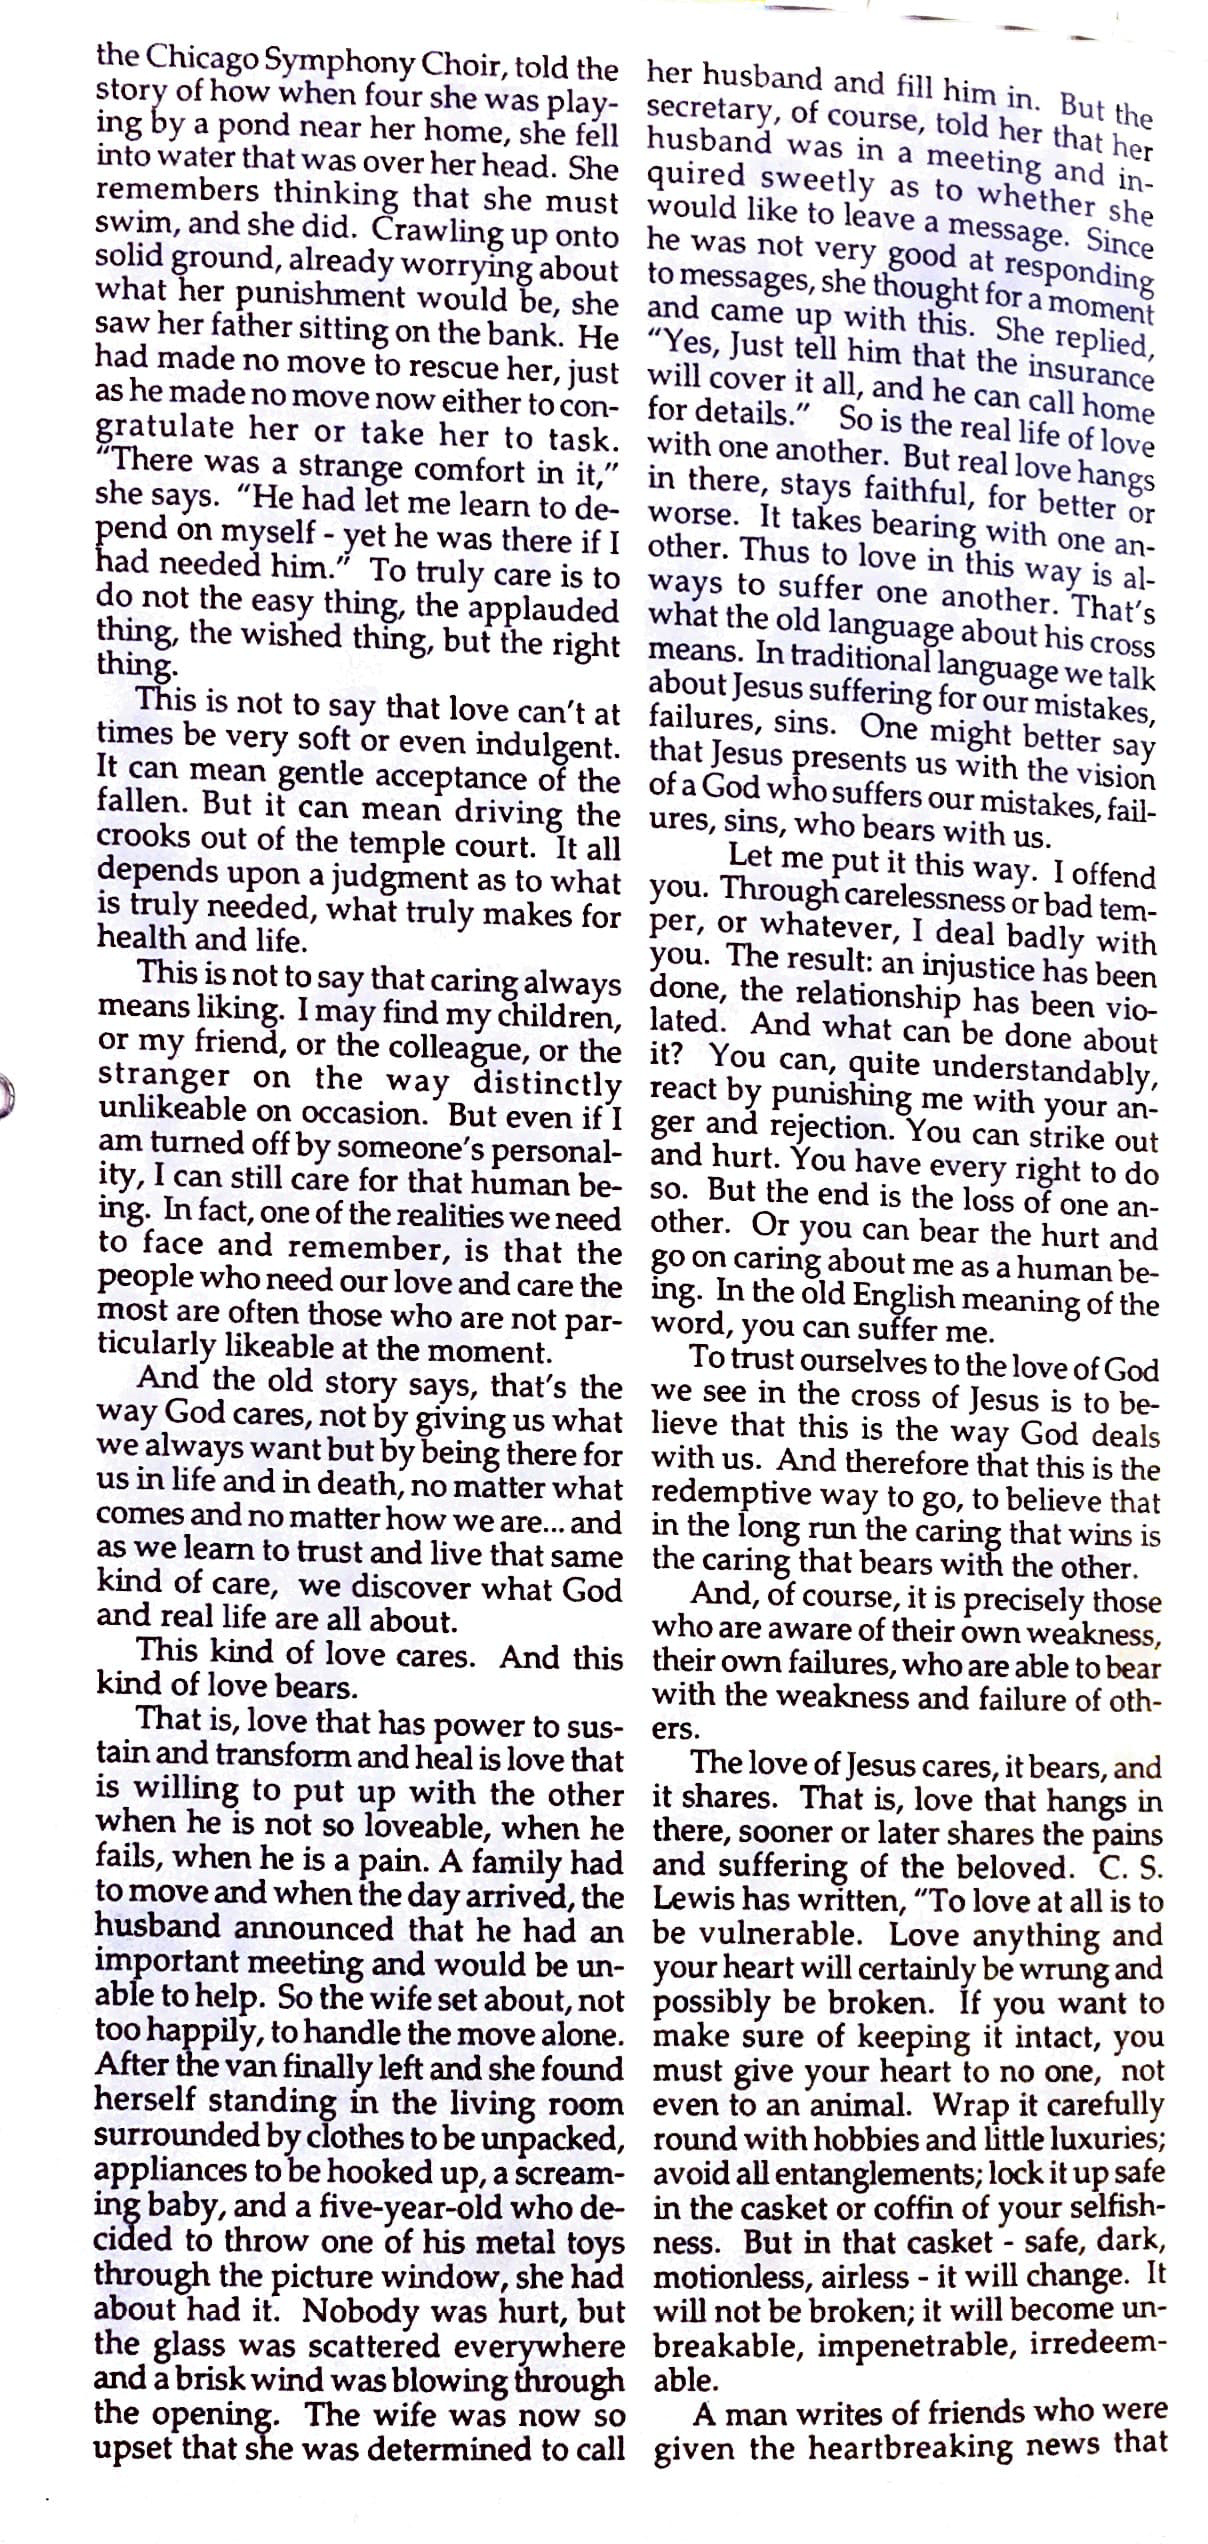 the Chicago Symphony Choir, told the
story of how when four she was play-
ing by a pond near her home, she fell
into water that was over her head. She
remembers thinking that she must
swim, and she did. Crawling up onto
solid ground, already worrying about
what her punishment would be, she
saw her father sitting on the bank. He
had made no move to rescue her, just
as he made no move now either to con-
gratulate her or take her to task.
"There was a strange comfort in it,"
she says. "He had let me learn to de-
pend on myself - yet he was there if I
had needed him." To truly care is to
do not the easy thing, the applauded
thing, the wished thing, but the right
thing.
This is not to say that love can't at
times be very soft or even indulgent.
It can mean gentle acceptance of the
fallen. But it can mean driving the
crooks out of the temple court. It all
depends upon a judgment as to what
is truly needed, what truly makes for
health and life.
This is not to say that caring always
means liking. I may find my children,
or my friend, or the colleague, or the
stranger on the way distinctly
unlikeable on occasion. But even if I
am turned off by someone's personal-
ity, I can still care for that human be-
ing. In fact, one of the realities we need
to face and remember, is that the
people who need our love and care the
most are often those who are not par-
ticularly likeable at the moment.
And the old story says, that's the
way God cares, not by giving us what
we always want but by being there for
us in life and in death, no matter what
comes and no matter how we are... and
as we learn to trust and live that same
kind of care, we discover what God
and real life are all about.
This kind of love cares. And this
kind of love bears.
That is, love that has power to sus-
tain and transform and heal is love that
is willing to put up with the other
when he is not so loveable, when he
fails, when he is a pain. A family had
to move and when the day arrived, the
husband announced that he had an
important meeting and would be un-
able to help. So the wife set about, not
too happily, to handle the move alone.
After the van finally left and she found
herself standing in the living room
surrounded by clothes to be unpacked,
appliances to be hooked up, a scream-
ing baby, and a five-year-old who de-
cided to throw one of his metal toys
through the picture window, she had
about had it. Nobody was hurt, but
the glass was scattered everywhere
and a brisk wind was blowing through
the opening. The wife was now so
upset that she was determined to call
her husband and fill him in. But the
secretary, of course, told her that her
husband was in a meeting and in-
quired sweetly as to whether she
would like to leave a message. Since
he was not very good at responding
to messages, she thought for a moment
and came up with this. She replied,
"Yes, Just tell him that the insurance
will cover it all, and he can call home
for details." So is the real life of love
with one another. But real love hangs
in there, stays faithful, for better or
worse. It takes bearing with one an-
other. Thus to love in this way is al-
ways to suffer one another. That's
what the old language about his cross
means. In traditional language we talk
about Jesus suffering for our mistakes,
failures, sins. One might better say
that Jesus presents us with the vision
of a God who suffers our mistakes, fail-
ures, sins, who bears with us.
Let me put it this way. I offend
you. Through carelessness or bad tem-
per, or whatever, I deal badly with
you. The result: an injustice has been
done, the relationship has been vio-
lated. And what can be done about
it? You can, quite understandably,
react by punishing me with your an-
ger and rejection. You can strike out
and hurt. You have every right to do
so. But the end is the loss of one an-
other. Or you can bear the hurt and
go on caring about me as a human be-
ing. In the old English meaning of the
word, you can suffer me.
To trust ourselves to the love of God
we see in the cross of Jesus is to be-
lieve that this is the way God deals
with us. And therefore that this is the
redemptive way to go, to believe that
in the long run the caring that wins is
the caring that bears with the other.
And, of course, it is precisely those
who are aware of their own weakness,
their own failures, who are able to bear
with the weakness and failure of oth-
ers.
The love of Jesus cares, it bears, and
it shares. That is, love that hangs in
there, sooner or later shares the pains
and suffering of the beloved. C. S.
Lewis has written, "To love at all is to
be vulnerable. Love anything and
your heart will certainly be wrung and
possibly be broken. If you want to
make sure of keeping it intact, you
must give your heart to no one, not
even to an animal. Wrap it carefully
round with hobbies and little luxuries;
avoid all entanglements; lock it up safe
in the casket or coffin of your selfish-
ness. But in that casket - safe, dark,
motionless, airless - it will change. It
will not be broken; it will become un-
breakable, impenetrable, irredeem-
able.
A man writes of friends who were
given the heartbreaking news that